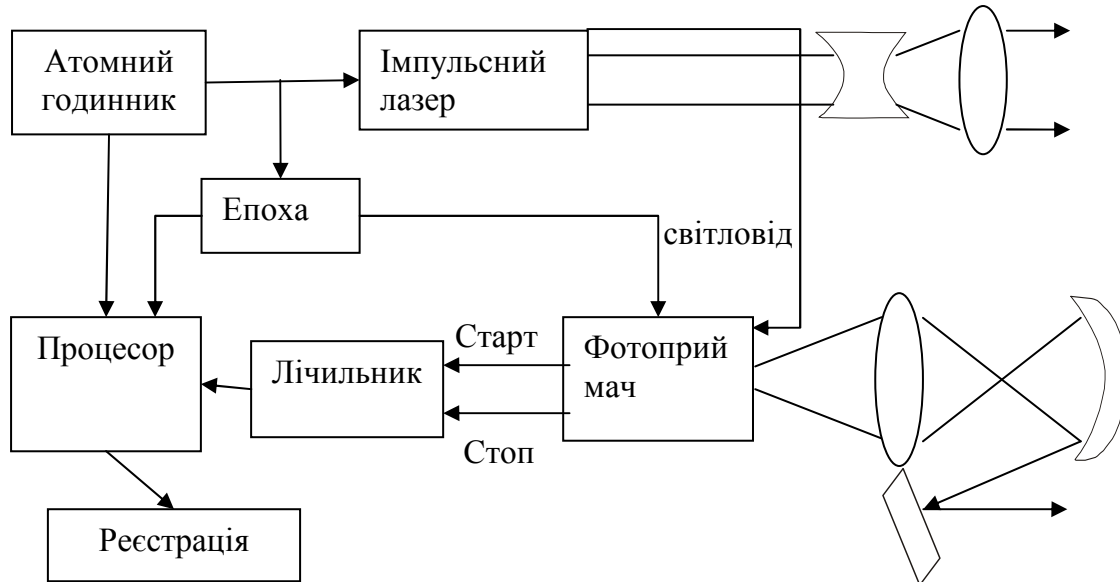 Атомний
годинник
Імпульсний
лазер
Епоха
світловід
Процесор
Лічильник
Старт
Стоп
Фотоприй
мач
Реєстрація